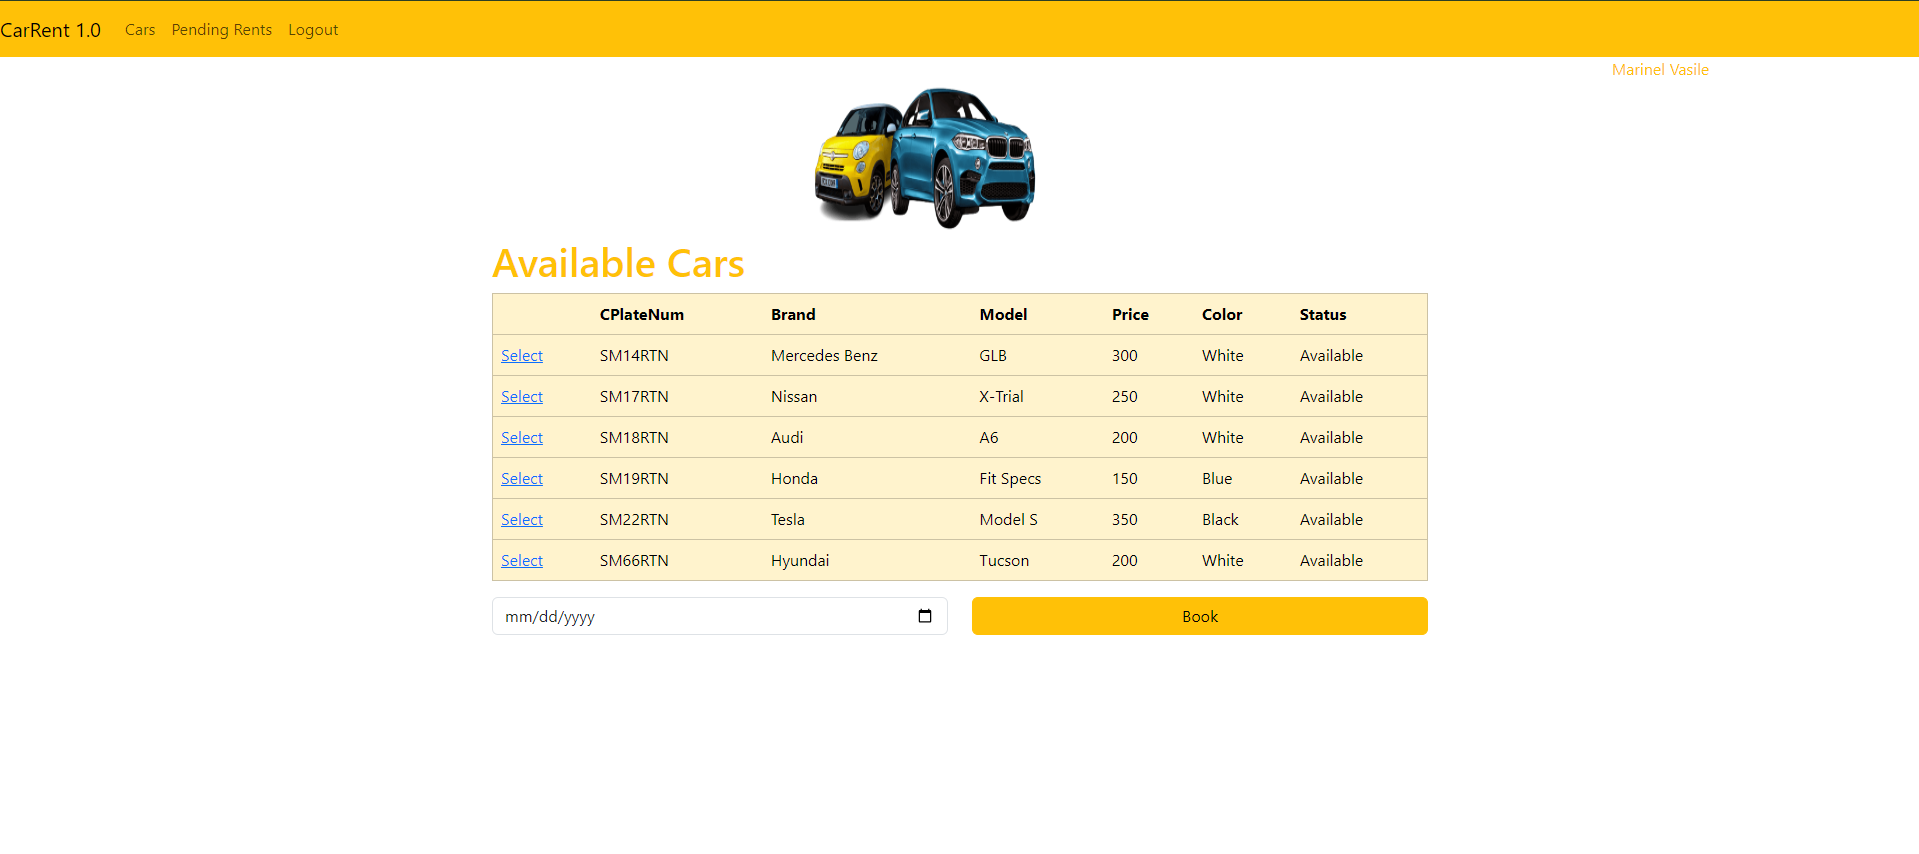 CarRent 1.0 Cars Pending Rents Logout
Marinel Vasile
Available Cars
CPlateNum Brand Model Price Color Status
Select SM14RTN Mercedes Benz GLB 300 White Available
Select SM17RTN Nissan X-Trial 250 White Available
Select SM18RTN Audi A6 200 White Available
Select SM19RTN Honda Fit Specs 150 Blue Available
Select SM22RTN Tesla Model S 350 Black Available
Select SM66RTN Hyundai Tucson 200 White Available
mm/dd/yyyy Book